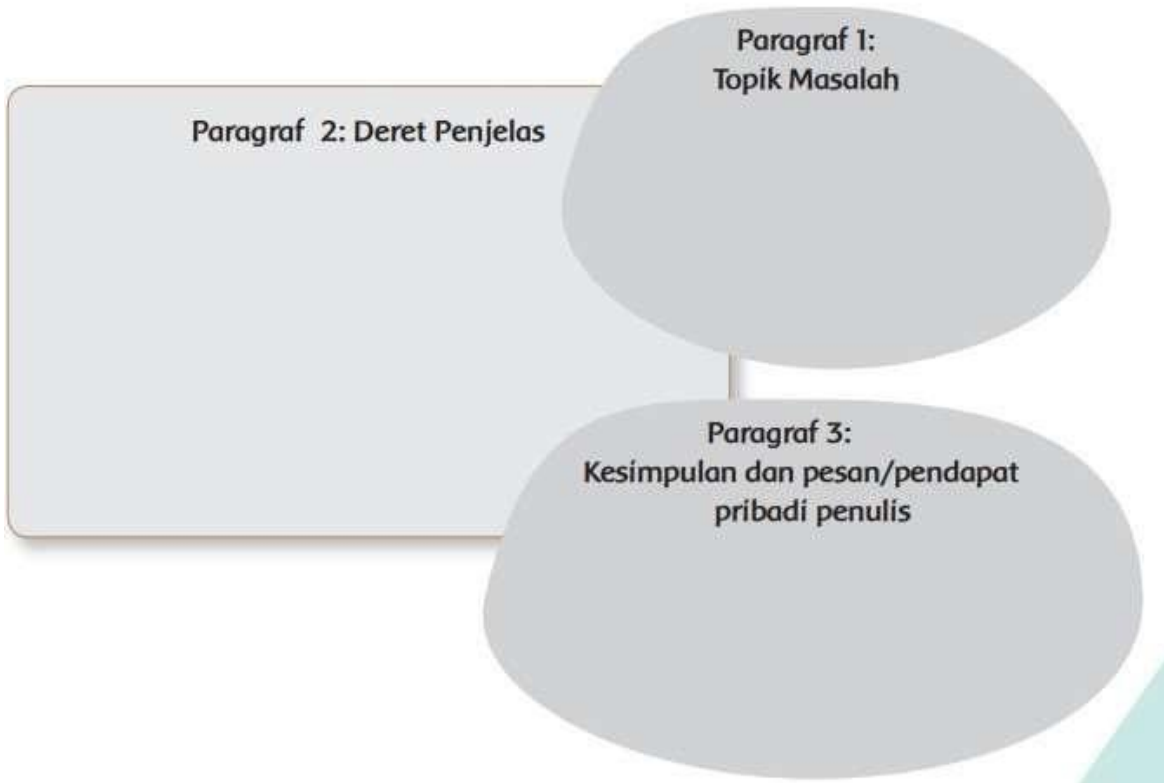 Paragraf 1:
Topik Masalah
Paragraf 2: Deret Penjelas
Paragraf 3:
Kesimpulan dan pesan/pendapat
pribadi penulis